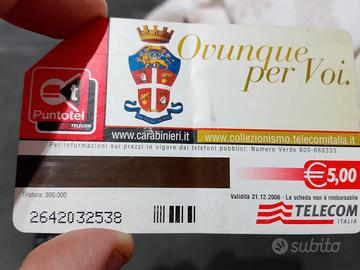 Ovunque
per Voi.
Puntotel
TELECOM
www.carabinieri.it
www.collezionismo.telecomitalia.it
Per informazioni sui prezzi in vigore dai telefoni pubblici: Numero Verde 800-666333
€5,00
Tiratura: 300.000
Validità 31.12.2008 - La scheda non è rimborsabile
2642032538
TELECOM
ITALIA
subito